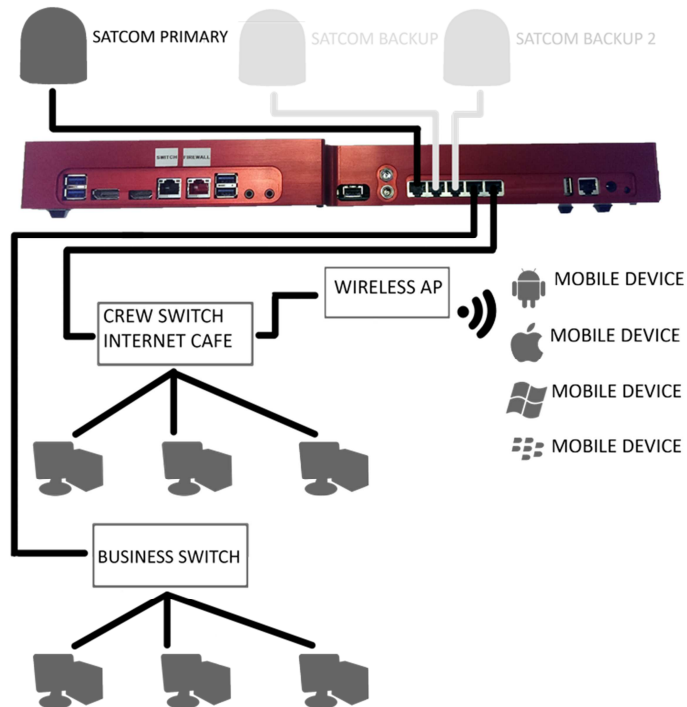 SATCOM PRIMARY
SATCOM BACKUP
SATCOM BACKUP 2
SWITCH
FIREWALL
WIRELESS AP
MOBILE DEVICE
CREW SWITCH
INTERNET CAFE
MOBILE DEVICE
MOBILE DEVICE
MOBILE DEVICE
BUSINESS SWITCH